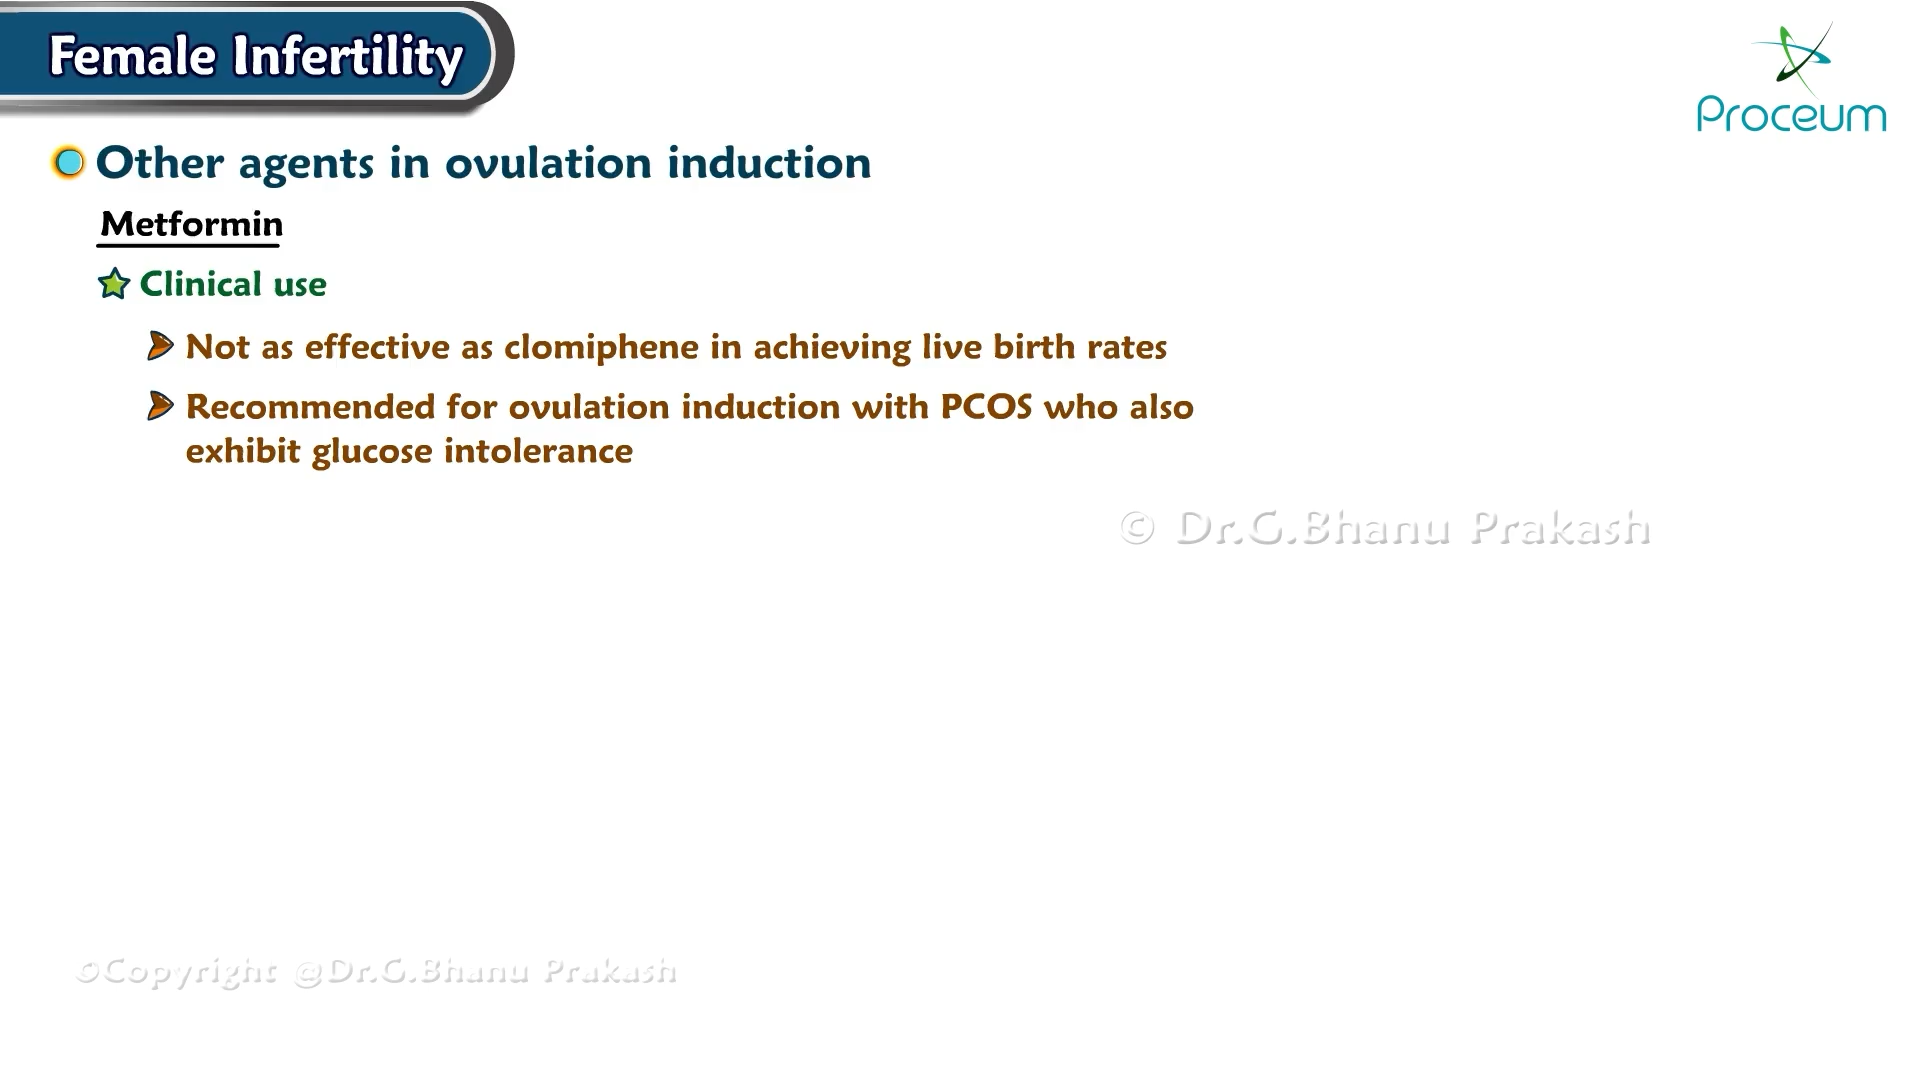 Female Infertility
Proceum
Other agents in ovulation induction
Metformin
Clinical use
Not as effective as clomiphene in achieving live birth rates
Recommended for ovulation induction with PCOS who also
exhibit glucose intolerance
© Dr.G.Bhanu Prakash
©Copyright @Dr.G.Bhanu Prakash